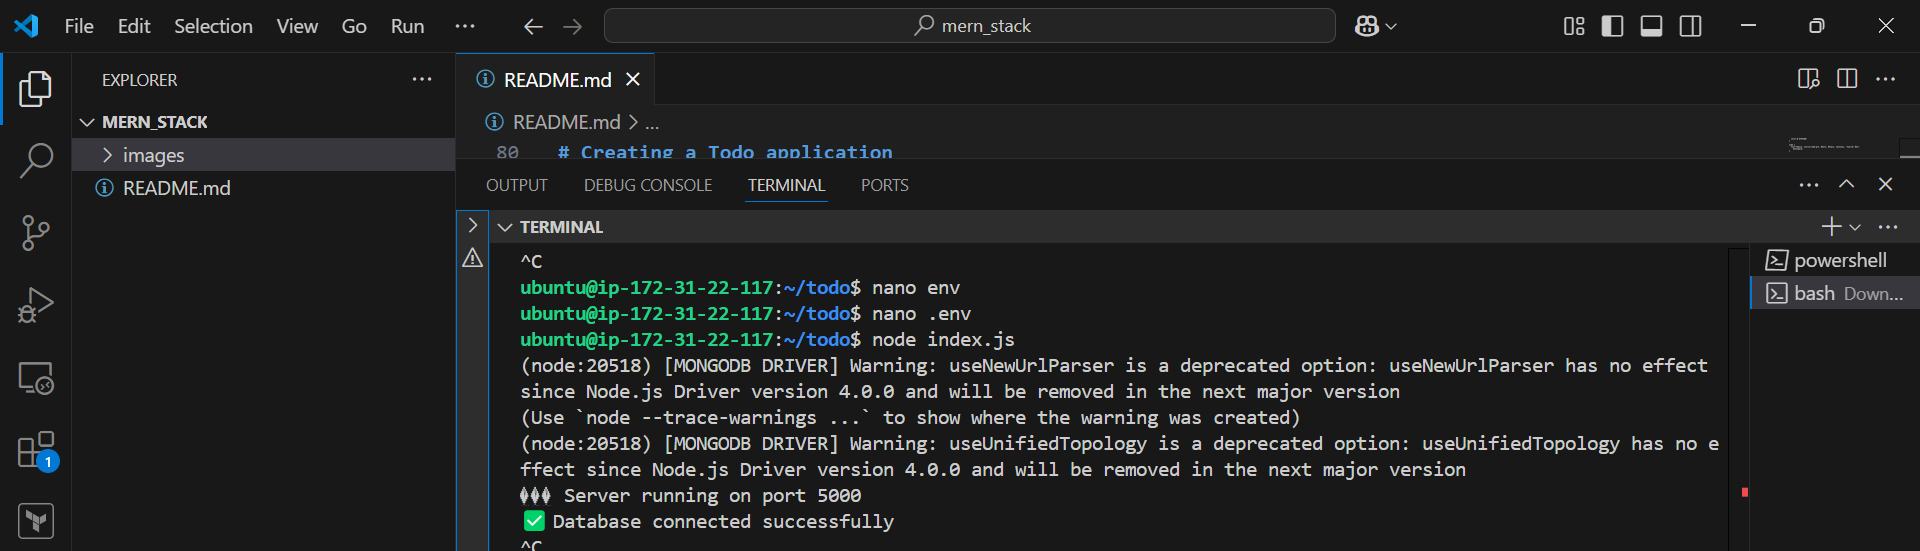 File Edit Selection View Go Run ...
mern_stack
EXPLORER ...
MERN_STACK
images
README.md
1
README.md
README.md > ...
80 # Creating a Todo application
OUTPUT DEBUG CONSOLE TERMINAL PORTS
TERMINAL
^C
ubuntu@ip-172-31-22-117:~/todo$ nano env
ubuntu@ip-172-31-22-117:~/todo$ nano .env
ubuntu@ip-172-31-22-117:~/todo$ node index.js
(node:20518) [MONGODB DRIVER] Warning: useNewUrlParser is a deprecated option: useNewUrlParser has no effect
since Node.js Driver version 4.0.0 and will be removed in the next major version
(Use `node --trace-warnings ...` to show where the warning was created)
(node:20518) [MONGODB DRIVER] Warning: useUnifiedTopology is a deprecated option: useUnifiedTopology has no e
ffect since Node.js Driver version 4.0.0 and will be removed in the next major version
Server running on port 5000
✅ Database connected successfully
^C
powershell
bash Down...